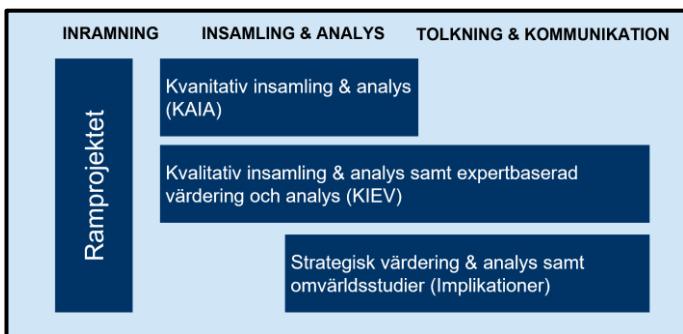 INRAMNING INSAMLING & ANALYS TOLKNING & KOMMUNIKATION
Ramprojektet
Kvanitativ insamling & analys
(KAIA)
Kvalitativ insamling & analys samt expertbaserad
värdering och analys (KIEV)
Strategisk värdering & analys samt
omvärldsstudier (Implikationer)